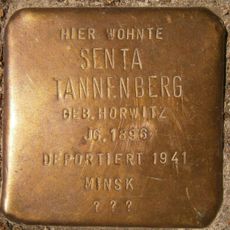 HIER WOHNTE
SENTA
TANNENBERG
GEB. HORWITZ
JG. 1896
DEPORTIERT 1941
MINSK
? ? ?